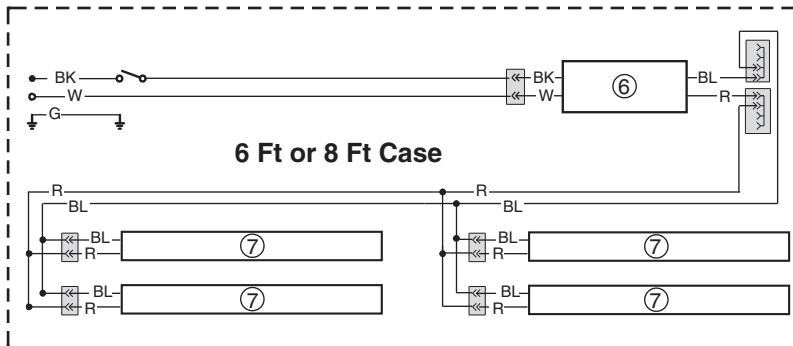 BK BK ⑥ BL
W W R
G
6 Ft or 8 Ft Case
R R
BL
BL ⑦ BL ⑦
R R
BL ⑦ BL ⑦
R R